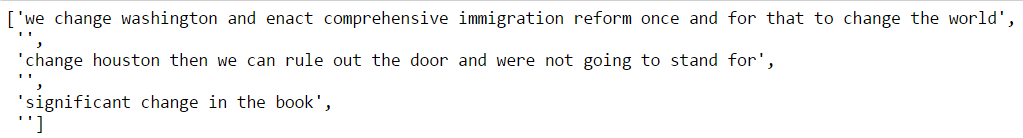 ['we change washington and enact comprehensive immigration reform once and for that to change the world',
'',
'change houston then we can rule out the door and were not going to stand for',
'',
'significant change in the book',
'']